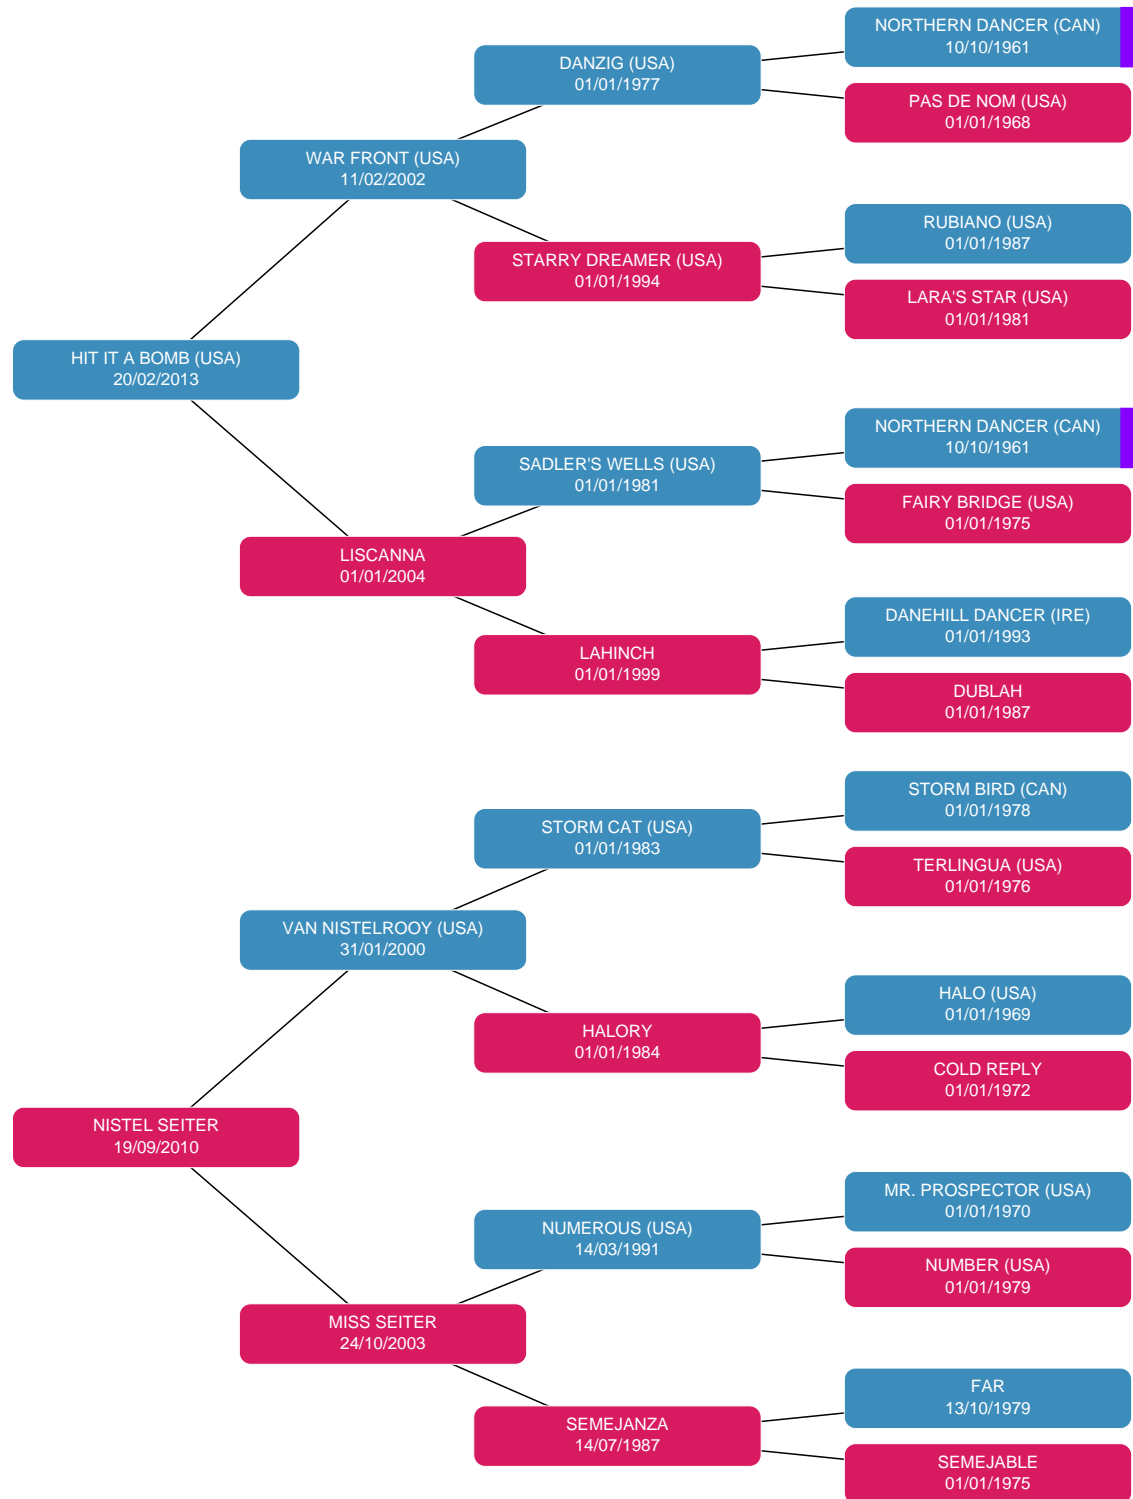 NORTHERN DANCER (CAN)
10/10/1961
DANZIG (USA)
01/01/1977
PAS DE NOM (USA)
01/01/1968
WAR FRONT (USA)
11/02/2002
RUBIANO (USA)
01/01/1987
STARRY DREAMER (USA)
01/01/1994
LARA'S STAR (USA)
01/01/1981
HIT IT A BOMB (USA)
20/02/2013
NORTHERN DANCER (CAN)
10/10/1961
SADLER'S WELLS (USA)
01/01/1981
FAIRY BRIDGE (USA)
01/01/1975
LISCANNA
01/01/2004
DANEHILL DANCER (IRE)
01/01/1993
LAHINCH
01/01/1999
DUBLAH
01/01/1987
STORM BIRD (CAN)
01/01/1978
STORM CAT (USA)
01/01/1983
TERLINGUA (USA)
01/01/1976
VAN NISTELROOY (USA)
31/01/2000
HALO (USA)
01/01/1969
HALORY
01/01/1984
COLD REPLY
01/01/1972
NISTEL SEITER
19/09/2010
MR. PROSPECTOR (USA)
01/01/1970
NUMEROUS (USA)
14/03/1991
NUMBER (USA)
01/01/1979
MISS SEITER
24/10/2003
FAR
13/10/1979
SEMEJANZA
14/07/1987
SEMEJABLE
01/01/1975